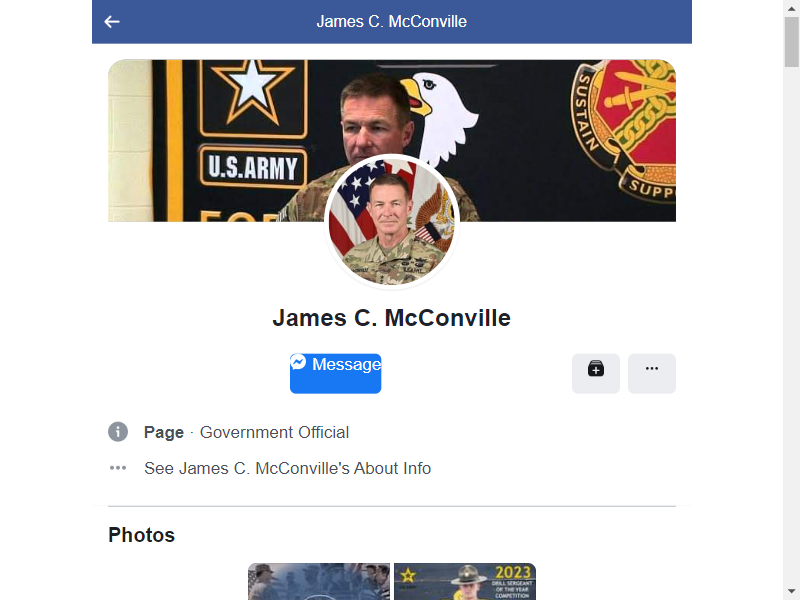 James C. McConville
U.S.ARMY
SUSTAIN
SUPP
James C. McConville
Message
Page · Government Official
See James C. McConville's About Info
Photos
2023
DRILL SERGEANT
OF THE YEAR
COMPETITION